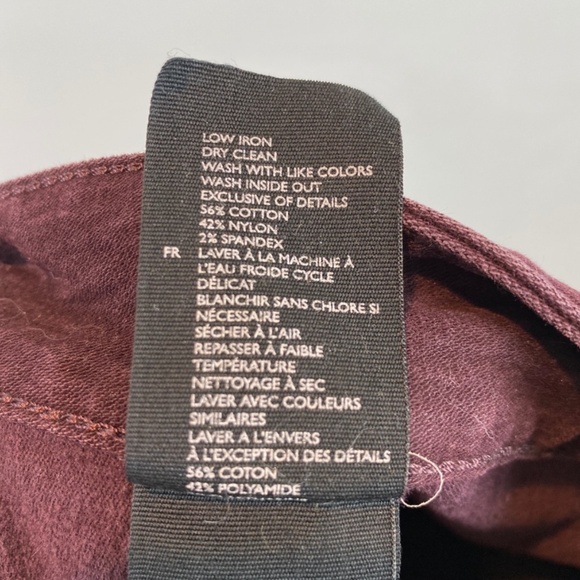 LOW IRON
DRY CLEAN
WASH WITH LIKE COLORS
WASH INSIDE OUT
EXCLUSIVE OF DETAILS
56% COTTON
42% NYLON
2% SPANDEX
FR LAVER À LA MACHINE À
L'EAU FROIDE CYCLE
DÉLICAT
BLANCHIR SANS CHLORE SI
NÉCESSAIRE
SÉCHER À L'AIR
REPASSER À FAIBLE
TEMPÉRATURE
NETTOYAGE À SEC
LAVER AVEC COULEURS
SIMILAIRES
LAVER A L'ENVERS
À L'EXCEPTION DES DÉTAILS
56% COTON
42% POLYAMIDE